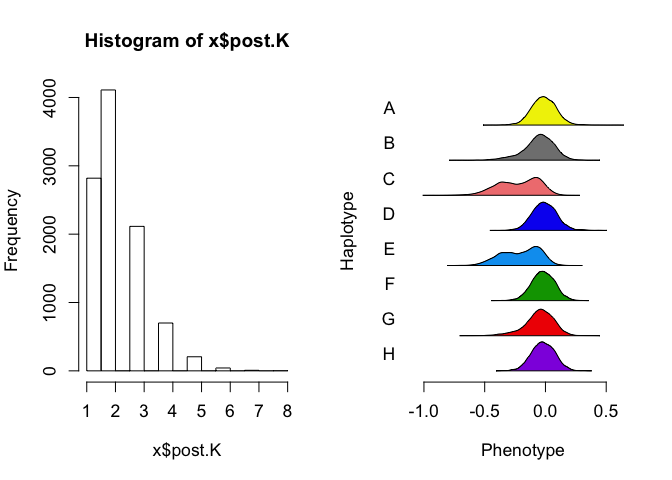 Histogram of x$post.K
Frequency
0
1000
2000
3000
4000
1 2 3 4 5 6 7 8
x$post.K
Haplotype
A
B
C
D
E
F
G
H
-1.0 -0.5 0.0 0.5
Phenotype